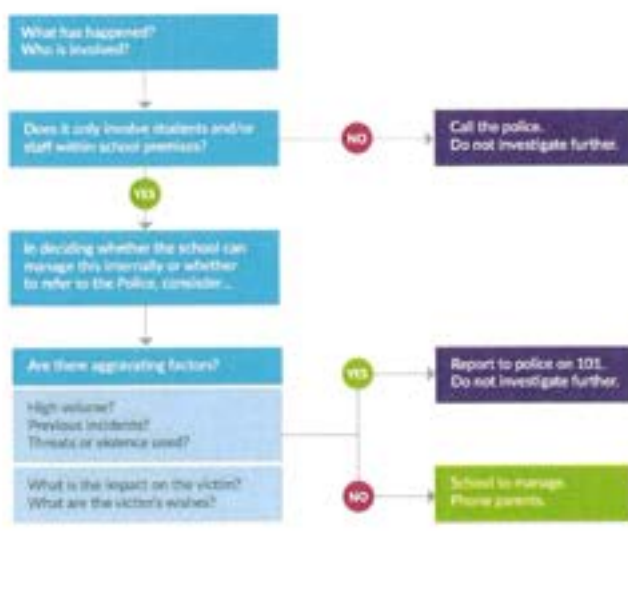 What has happened?
Who is involved?
Does it only involve students and/or
staff within school premises?
NO
Call the police.
Do not investigate further.
YES
In deciding whether the school can
manage this internally or whether
to refer to the Police, consider...
Are there aggravating factors?
YES
Report to police on 101.
Do not investigate further.
High volume?
Previous incidents?
Threats or violence used?
What is the impact on the victim?
What are the victim's wishes?
NO
School to manage.
Phone parents.